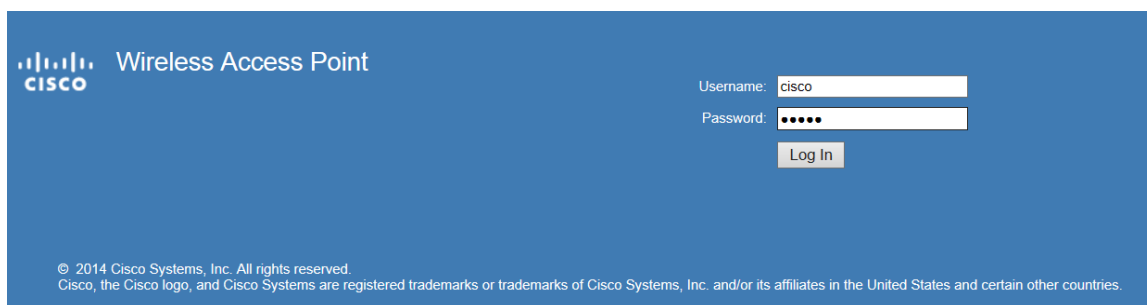 Wireless Access Point
CISCO
Username: cisco
Password: •••••
Log In
© 2014 Cisco Systems, Inc. All rights reserved.
Cisco, the Cisco logo, and Cisco Systems are registered trademarks or trademarks of Cisco Systems, Inc. and/or its affiliates in the United States and certain other countries.